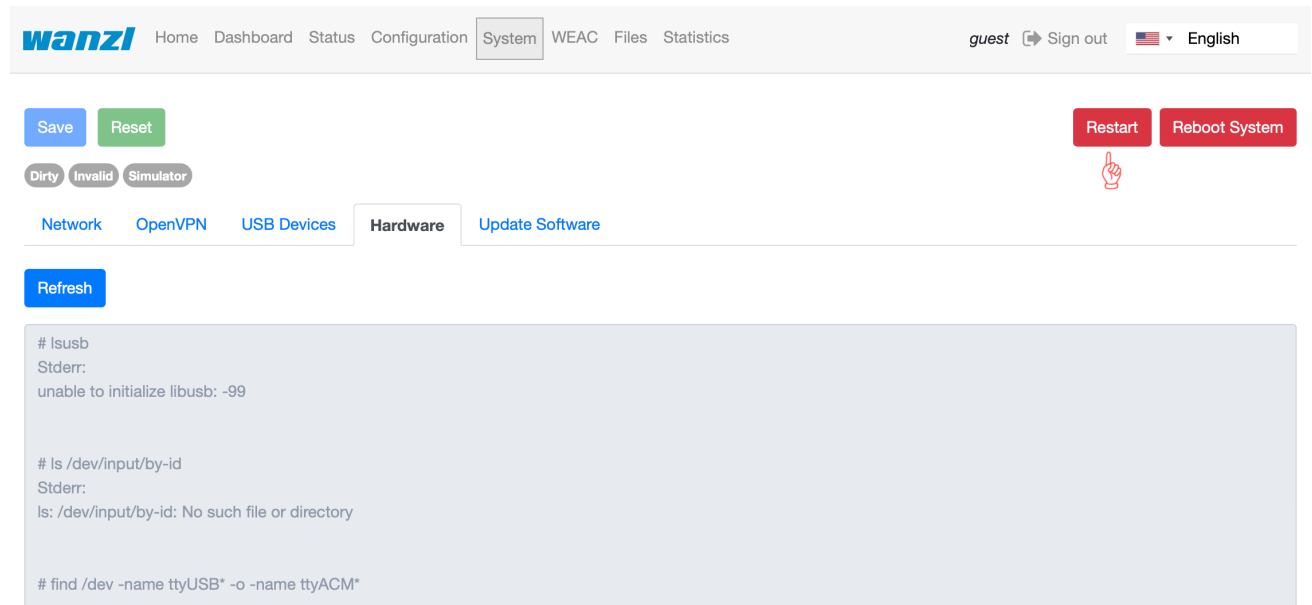 wanzl Home Dashboard Status Configuration System WEAC Files Statistics guest Sign out English
Save Reset Restart Reboot System
Dirty Invalid Simulator
Network OpenVPN USB Devices Hardware Update Software
Refresh
# lsusb
Stderr:
unable to initialize libusb: -99
# ls /dev/input/by-id
Stderr:
ls: /dev/input/by-id: No such file or directory
# find /dev -name ttyUSB* -o -name ttyACM*